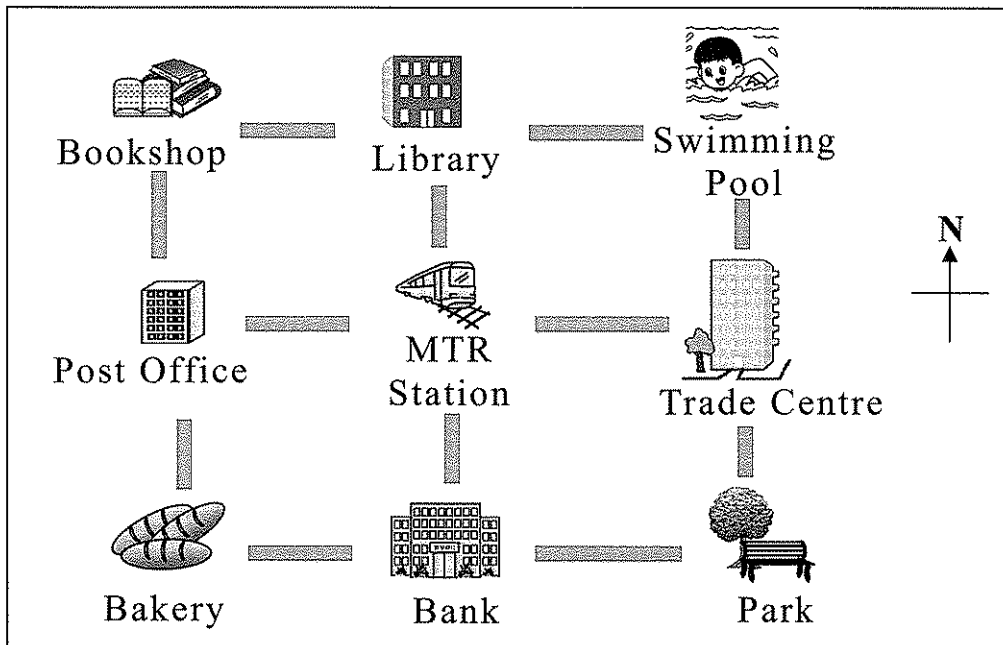 Bookshop
Library
Swimming
Pool
N
Post Office
MTR
Station
Trade Centre
Bakery
Bank
Park